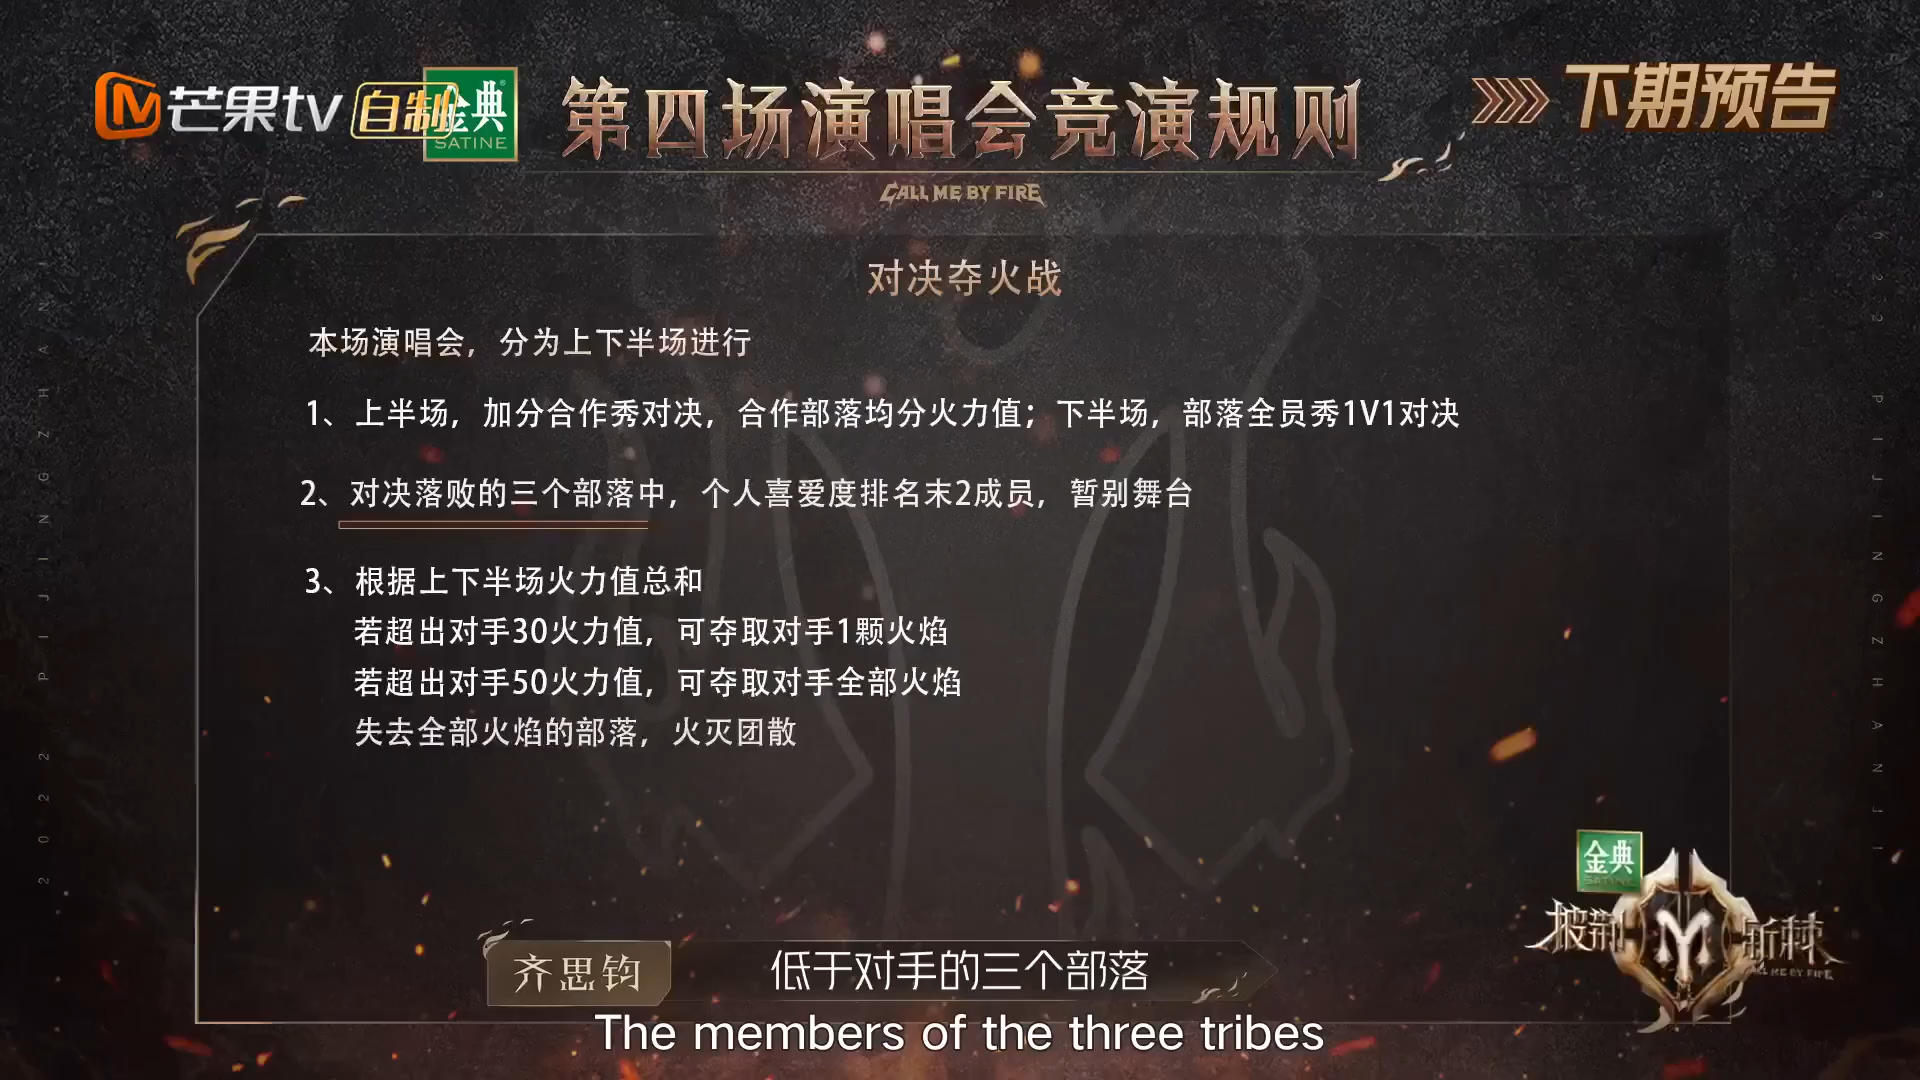 芒果tv 自制
金典
SATINE
第四场演唱会竞演规则
下期预告
CALL ME BY FIRE
对决夺火战
本场演唱会，分为上下半场进行
1、上半场，加分合作秀对决，合作部落均分火力值；下半场，部落全员秀1V1对决
2、对决落败的三个部落中，个人喜爱度排名末2成员，暂别舞台
3、根据上下半场火力值总和
若超出对手30火力值，可夺取对手1颗火焰
若超出对手50火力值，可夺取对手全部火焰
失去全部火焰的部落，火灭团散
2022 PIJINGZHANJI
2022 PIJINGZHANJI
金典
SATINE
披荆斩棘
CALL ME BY FIRE
齐思钧
低于对手的三个部落
The members of the three tribes